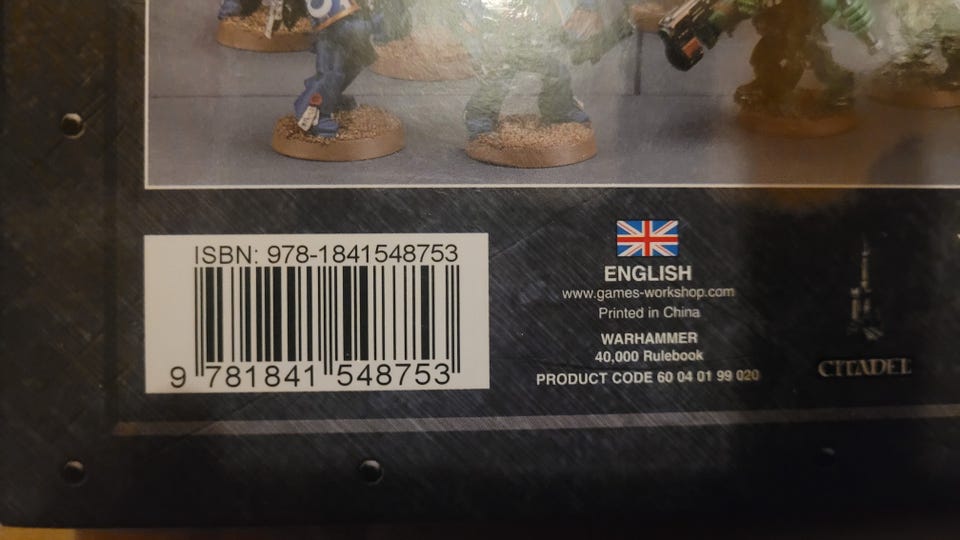 ISBN: 978-1841548753
9 781841 548753
ENGLISH
www.games-workshop.com
Printed in China
WARHAMMER
40,000 Rulebook
PRODUCT CODE 60 04 01 99 020
CITADEL